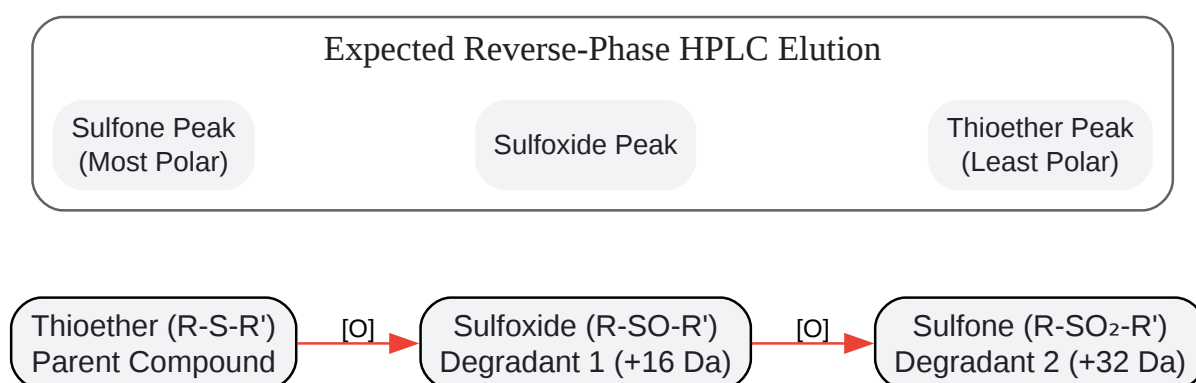 Expected Reverse-Phase HPLC Elution
Sulfone Peak
(Most Polar)
Sulfoxide Peak
Thioether Peak
(Least Polar)
Thioether (R-S-R')
Parent Compound
[O]
Sulfoxide (R-SO-R')
Degradant 1 (+16 Da)
[O]
Sulfone (R-SO₂-R')
Degradant 2 (+32 Da)